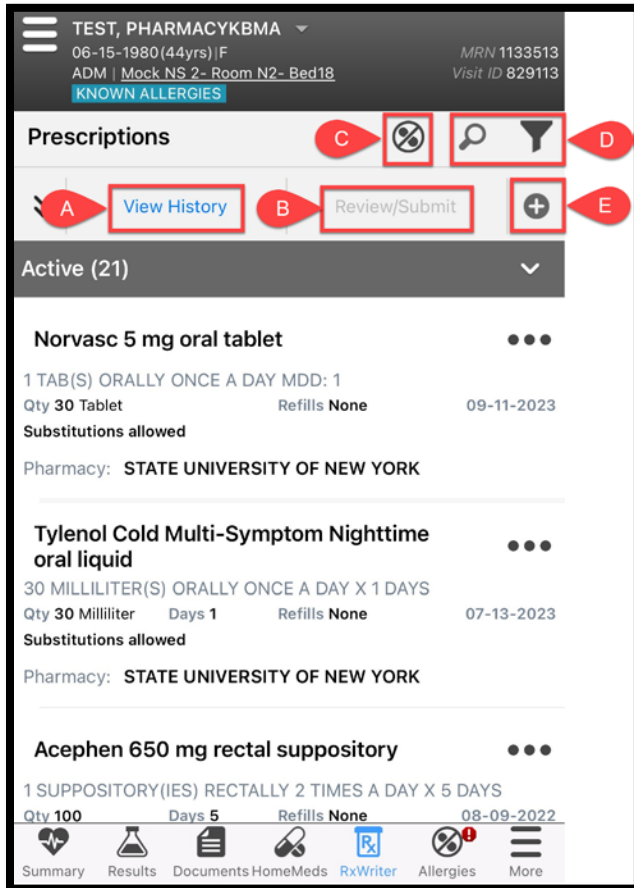 TEST, PHARMACYKBMA
06-15-1980(44yrs)|F MRN 1133513
ADM | Mock NS 2- Room N2- Bed18 Visit ID 829113
KNOWN ALLERGIES
Prescriptions C D
A View History B Review/Submit E
Active (21)
Norvasc 5 mg oral tablet
1 TAB(S) ORALLY ONCE A DAY MDD: 1
Qty 30 Tablet Refills None 09-11-2023
Substitutions allowed
Pharmacy: STATE UNIVERSITY OF NEW YORK
Tylenol Cold Multi-Symptom Nighttime
oral liquid
30 MILLILITER(S) ORALLY ONCE A DAY X 1 DAYS
Qty 30 Milliliter Days 1 Refills None 07-13-2023
Substitutions allowed
Pharmacy: STATE UNIVERSITY OF NEW YORK
Acephen 650 mg rectal suppository
1 SUPPOSITORY(IES) RECTALLY 2 TIMES A DAY X 5 DAYS
Qty 100 Days 5 Refills None 08-09-2022
Rx
Summary Results Documents HomeMeds RxWriter Allergies More